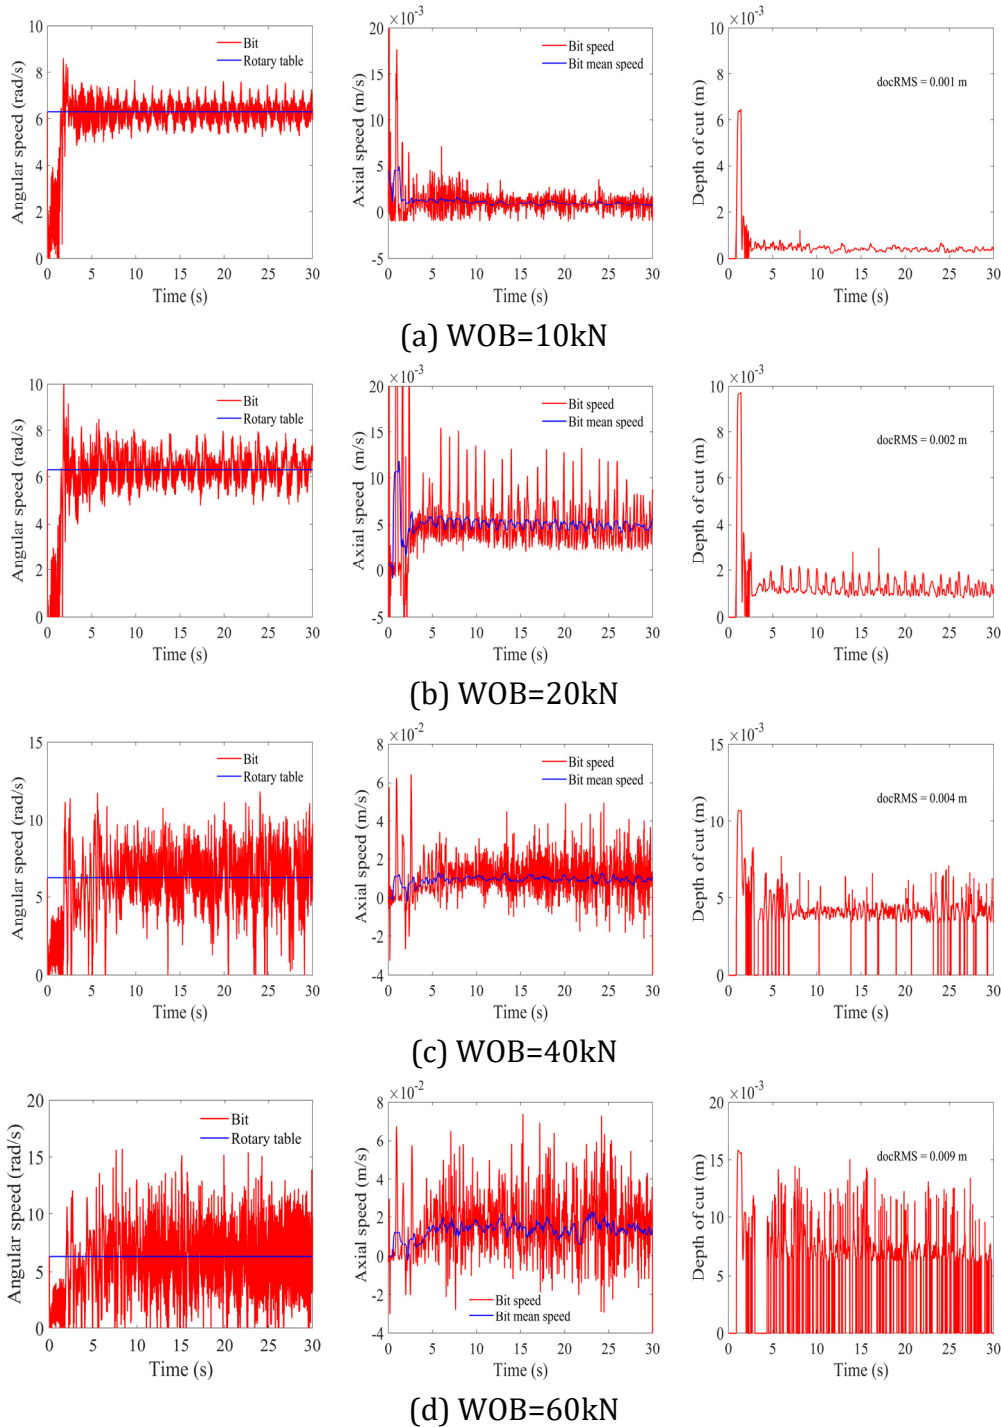 10
8
6
4
2
0
0 5 10 15 20 25 30
Angular speed (rad/s)
Time (s)
Bit
Rotary table
×10⁻³
20
15
10
5
0
-5
0 5 10 15 20 25 30
Axial speed (m/s)
Time (s)
Bit speed
Bit mean speed
×10⁻³
10
8
6
4
2
0
0 5 10 15 20 25 30
Depth of cut (m)
Time (s)
docRMS = 0.001 m
(a) WOB=10kN
10
8
6
4
2
0
0 5 10 15 20 25 30
Angular speed (rad/s)
Time (s)
Bit
Rotary table
×10⁻³
20
15
10
5
0
-5
0 5 10 15 20 25 30
Axial speed (m/s)
Time (s)
Bit speed
Bit mean speed
×10⁻³
10
8
6
4
2
0
0 5 10 15 20 25 30
Depth of cut (m)
Time (s)
docRMS = 0.002 m
(b) WOB=20kN
15
10
5
0
0 5 10 15 20 25 30
Angular speed (rad/s)
Time (s)
Bit
Rotary table
×10⁻²
8
6
4
2
0
-2
-4
0 5 10 15 20 25 30
Axial speed (m/s)
Time (s)
Bit speed
Bit mean speed
×10⁻³
15
10
5
0
0 5 10 15 20 25 30
Depth of cut (m)
Time (s)
docRMS = 0.004 m
(c) WOB=40kN
20
15
10
5
0
0 5 10 15 20 25 30
Angular speed (rad/s)
Time (s)
Bit
Rotary table
×10⁻²
8
6
4
2
0
-2
-4
0 5 10 15 20 25 30
Axial speed (m/s)
Time (s)
Bit speed
Bit mean speed
×10⁻³
20
15
10
5
0
0 5 10 15 20 25 30
Depth of cut (m)
Time (s)
docRMS = 0.009 m
(d) WOB=60kN